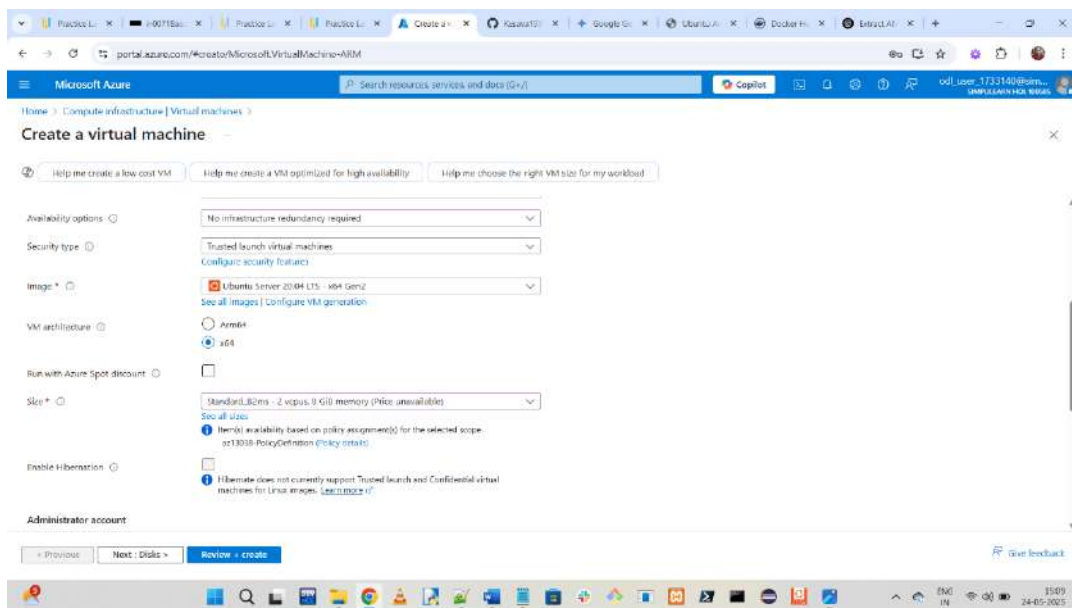 Practice L
Practice L
Practice L
Create a v
Google
Docker H
portal.azure.com/#create/Microsoft.VirtualMachine-ARM
Microsoft Azure
Search resources, services, and docs (G+/)
Copilot
odl_user_1733140@sim...
Home > Compute infrastructure | Virtual machines >
Create a virtual machine
Help me create a low cost VM
Help me create a VM optimized for high availability
Help me choose the right VM size for my workload
Availability options
No infrastructure redundancy required
Security type
Trusted launch virtual machines
Configure security features
Image *
Ubuntu Server 20.04 LTS - x64 Gen2
See all images | Configure VM generation
VM architecture
Arm64
x64
Run with Azure Spot discount
Size *
Standard_B2ms - 2 vcpus, 8 GiB memory (Price unavailable)
See all sizes
Item(s) availability based on policy assignment(s) for the selected scope.
(Policy details)
Enable Hibernation
Hibernate does not currently support Trusted launch and Confidential virtual
machines for Linux images. Learn more
Administrator account
< Previous
Next : Disks >
Review + create
Give feedback
ENG
IN
15:09
24-05-2025